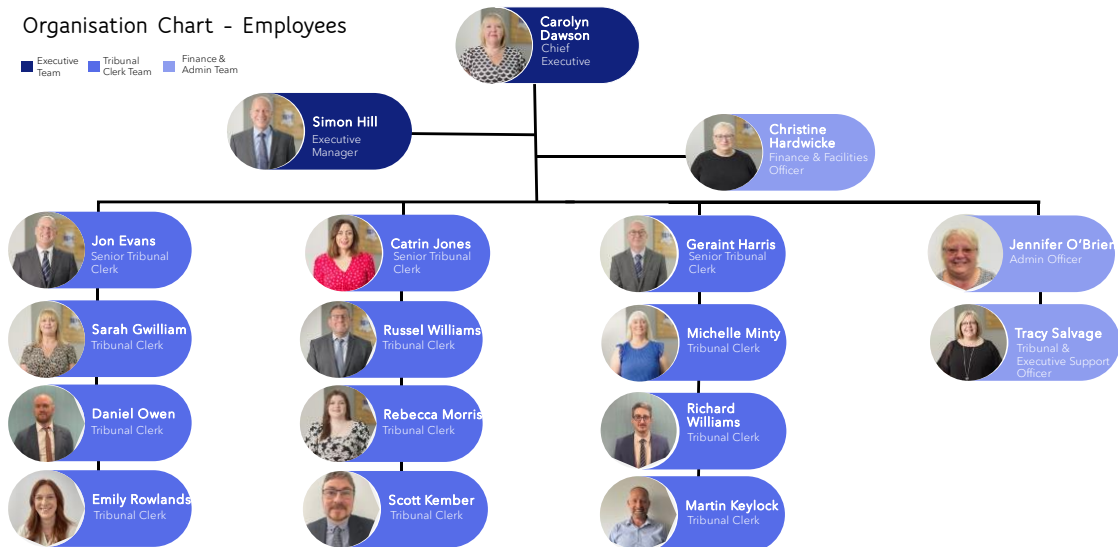 Organisation Chart - Employees
Executive
Team
Tribunal
Clerk Team
Finance &
Admin Team
Carolyn
Dawson
Chief
Executive
Simon Hill
Executive
Manager
Christine
Hardwicke
Finance & Facilities
Officer
Jon Evans
Senior Tribunal
Clerk
Catrin Jones
Senior Tribunal
Clerk
Geraint Harris
Senior Tribunal
Clerk
Jennifer O'Brien
Admin Officer
Sarah Gwilliam
Tribunal Clerk
Russel Williams
Tribunal Clerk
Michelle Minty
Tribunal Clerk
Tracy Salvage
Tribunal &
Executive Support
Officer
Daniel Owen
Tribunal Clerk
Rebecca Morris
Tribunal Clerk
Richard
Williams
Tribunal Clerk
Emily Rowlands
Tribunal Clerk
Scott Kember
Tribunal Clerk
Martin Keylock
Tribunal Clerk